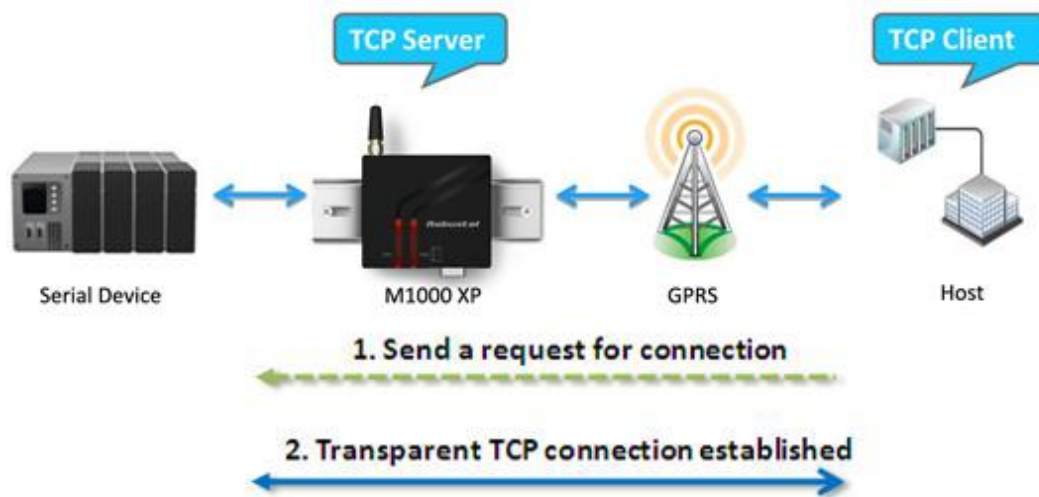 TCP Server
TCP Client
Robustel
Serial Device
M1000 XP
GPRS
Host
1. Send a request for connection
2. Transparent TCP connection established